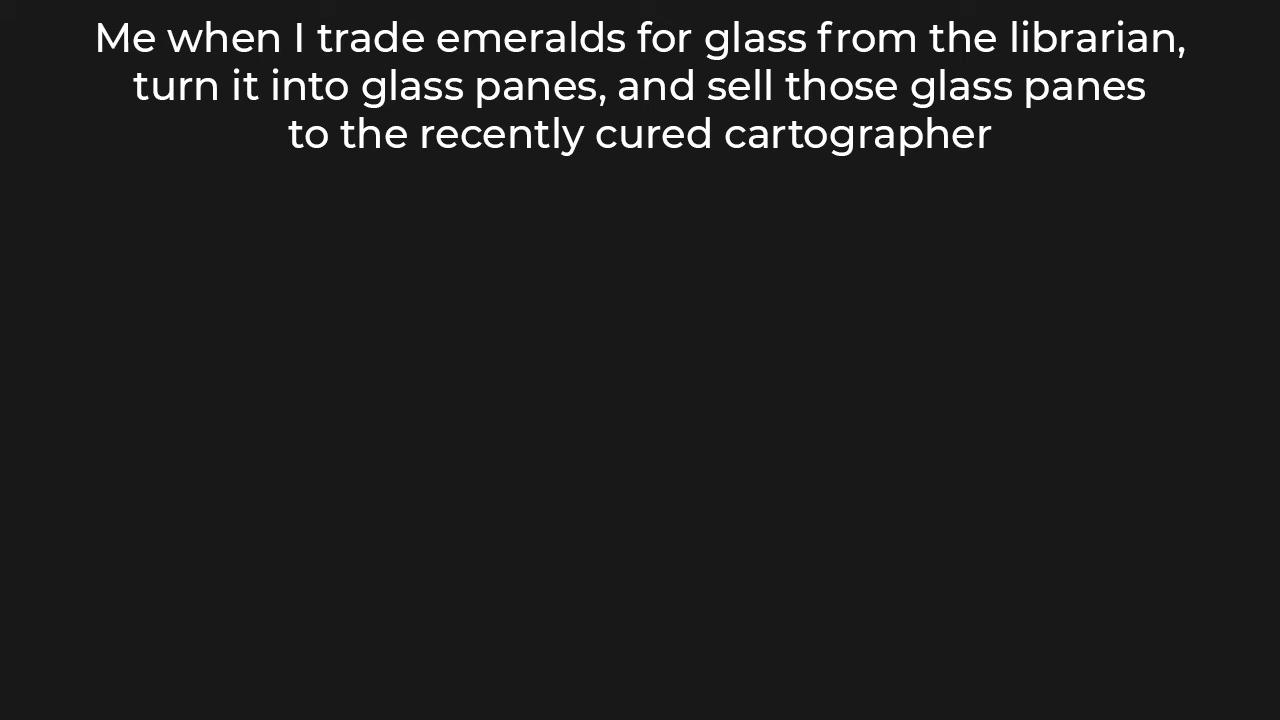 Me when I trade emeralds for glass from the librarian,
turn it into glass panes, and sell those glass panes
to the recently cured cartographer